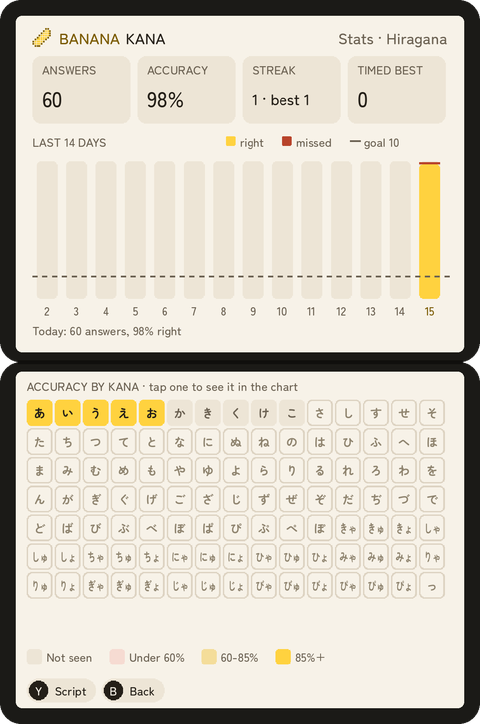 BANANA KANA
Stats · Hiragana
ANSWERS
60
ACCURACY
98%
STREAK
1 · best 1
TIMED BEST
0
LAST 14 DAYS
right
missed
goal 10
2 3 4 5 6 7 8 9 10 11 12 13 14 15
Today: 60 answers, 98% right
ACCURACY BY KANA · tap one to see it in the chart
あ い う え お か き く け こ さ し す せ そ
た ち つ て と な に ぬ ね の は ひ ふ へ ほ
ま み む め も や ゆ よ ら り る れ ろ わ を
ん が ぎ ぐ げ ご ざ じ ず ぜ ぞ だ ぢ づ で
ど ば び ぶ べ ぼ ぱ ぴ ぷ ぺ ぽ きゃ きゅ きょ しゃ
しゅ しょ ちゃ ちゅ ちょ にゃ にゅ にょ ひゃ ひゅ ひょ みゃ みゅ みょ りゃ
りゅ りょ ぎゃ ぎゅ ぎょ じゃ じゅ じょ びゃ びゅ びょ ぴゃ ぴゅ ぴょ っ
Not seen
Under 60%
60–85%
85%+
Y Script
B Back